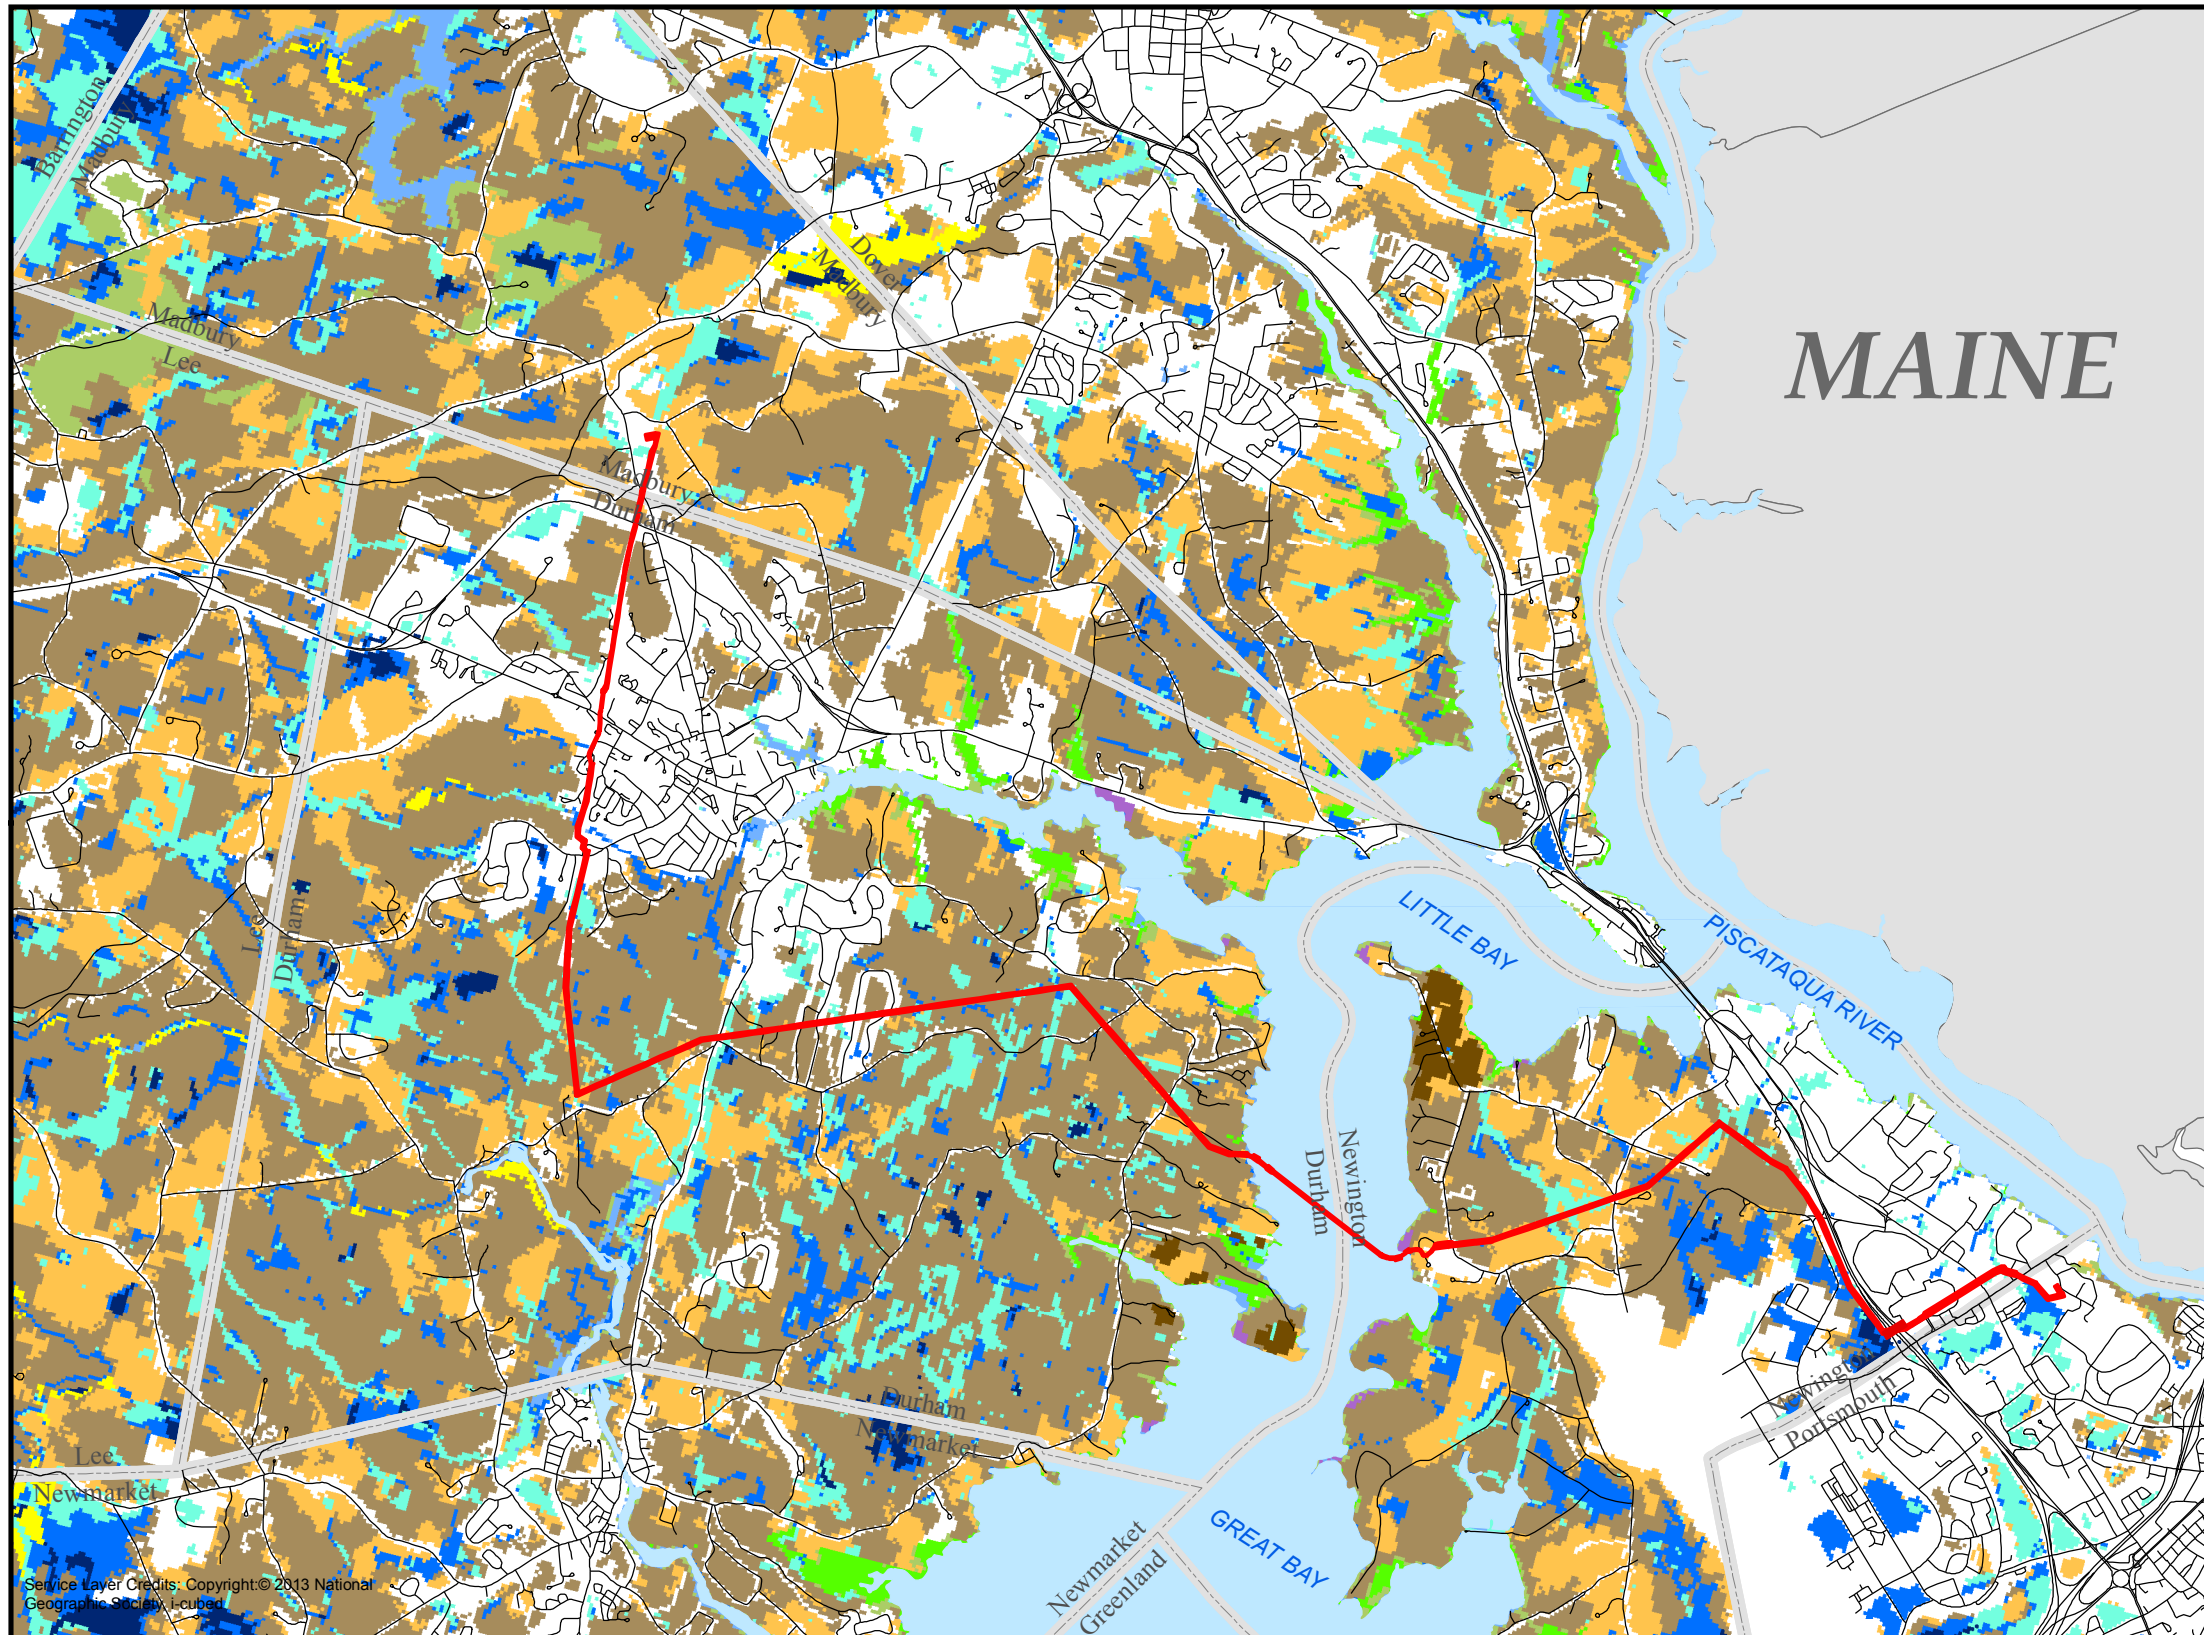 Barrington
Madbury
Madbury
Lee
Dover
Madbury
MAINE
Madbury
Durham
Lee
Durham
LITTLE BAY
PISCATAQUA RIVER
Newington
Durham
Newington
Portsmouth
Durham
Newmarket
Lee
Newmarket
GREAT BAY
Newmarket
Greenland
Service Layer Credits: Copyright:© 2013 National
Geographic Society, i-cubed